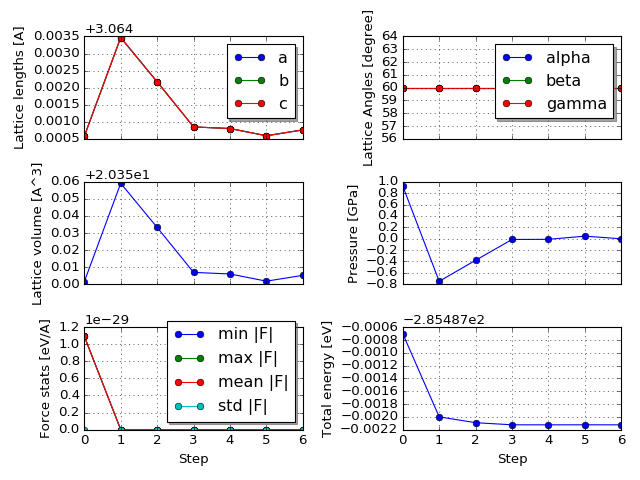 +3.064
Lattice lengths [A]
0.0035
0.0030
0.0025
0.0020
0.0015
0.0010
0.0005
a
b
c
Lattice Angles [degree]
64
63
62
61
60
59
58
57
56
alpha
beta
gamma
+2.035e1
Lattice volume [A^3]
0.06
0.05
0.04
0.03
0.02
0.01
0.00
Pressure [GPa]
1.0
0.8
0.6
0.4
0.2
0.0
−0.2
−0.4
−0.6
−0.8
1e−29
Force stats [eV/A]
1.2
1.0
0.8
0.6
0.4
0.2
0.0
min |F|
max |F|
mean |F|
std |F|
0 1 2 3 4 5 6
Step
−2.85487e2
Total energy [eV]
−0.0006
−0.0008
−0.0010
−0.0012
−0.0014
−0.0016
−0.0018
−0.0020
−0.0022
0 1 2 3 4 5 6
Step